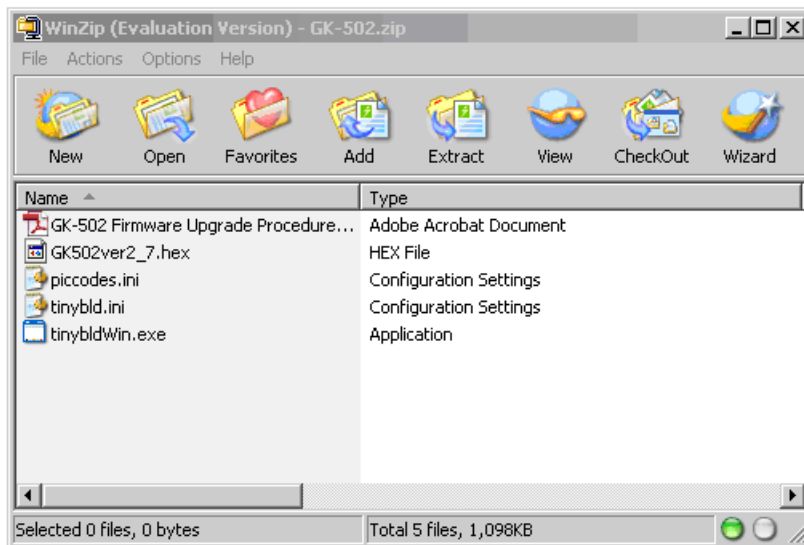 WinZip (Evaluation Version) - GK-502.zip
File Actions Options Help
New Open Favorites Add Extract View CheckOut Wizard
Name Type
GK-502 Firmware Upgrade Procedure... Adobe Acrobat Document
GK502ver2_7.hex HEX File
piccodes.ini Configuration Settings
tinybld.ini Configuration Settings
tinybldWin.exe Application
Selected 0 files, 0 bytes Total 5 files, 1,098KB